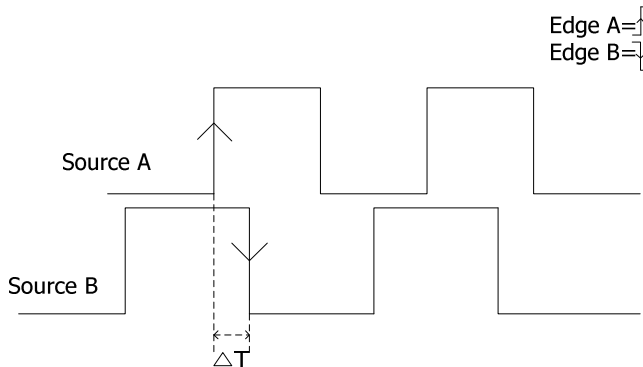 Edge A=
Edge B=
Source A
Source B
△T